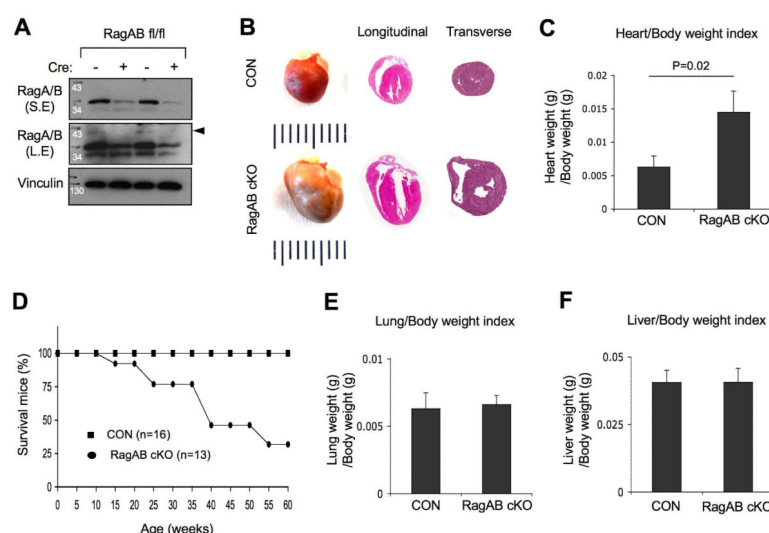 A
RagAB fl/fl
Cre: - + - +
RagA/B
(S.E)
43
34
RagA/B
(L.E)
43
34
Vinculin
130
B
Longitudinal Transverse
CON
RagAB cKO
C
Heart/Body weight index
P=0.02
Heart weight (g)
/Body weight (g)
0.02
0.015
0.01
0.005
0
CON RagAB cKO
D
Survival mice (%)
100
75
50
25
0
CON (n=16)
RagAB cKO (n=13)
0 5 10 15 20 25 30 35 40 45 50 55 60
Age (weeks)
E
Lung/Body weight index
Lung weight (g)
/Body weight (g)
0.01
0.005
0
CON RagAB cKO
F
Liver/Body weight index
Liver weight (g)
/Body weight (g)
0.05
0.025
0
CON RagAB cKO